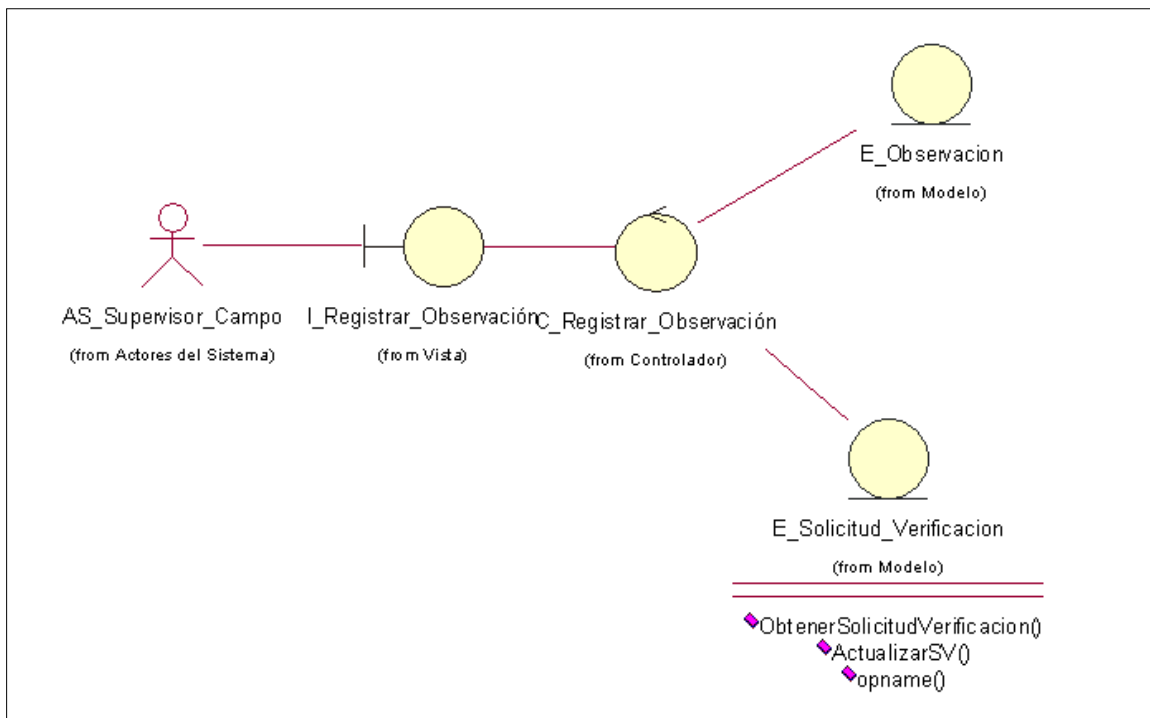 E_Observacion
(from Modelo)
AS_Supervisor_Campo
(from Actores del Sistema)
I_Registrar_Observación
(from Vista)
C_Registrar_Observación
(from Controlador)
E_Solicitud_Verificacion
(from Modelo)
ObtenerSolicitudVerificacion()
ActualizarSV()
opname()